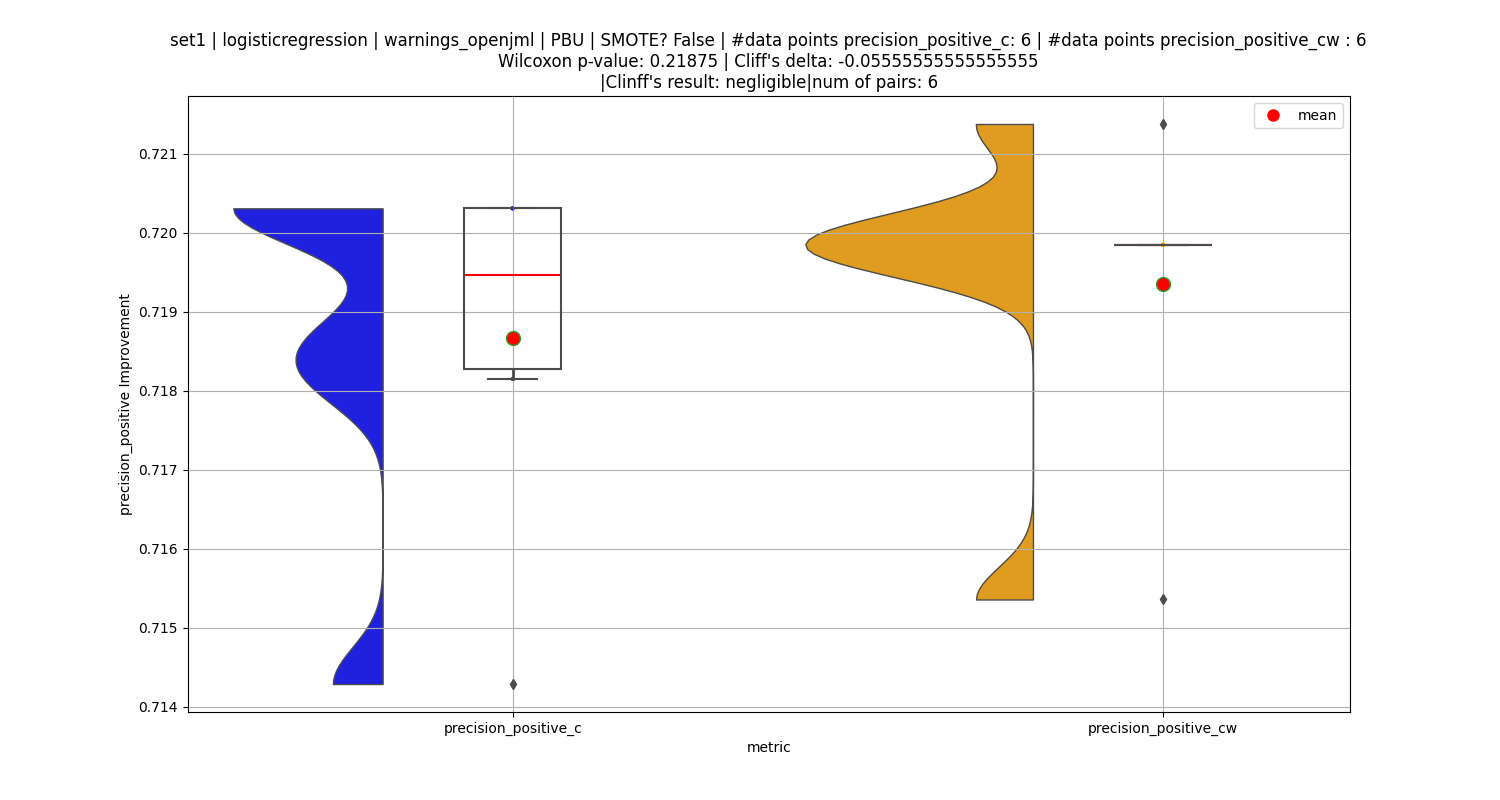 set1 | logisticregression | warnings_openjml | PBU | SMOTE? False | #data points precision_positive_c: 6 | #data points precision_positive_cw : 6
Wilcoxon p-value: 0.21875 | Cliff's delta: -0.05555555555555555
|Clinff's result: negligible|num of pairs: 6
mean
0.721
0.720
0.719
0.718
0.717
0.716
0.715
0.714
precision_positive Improvement
precision_positive_c
precision_positive_cw
metric